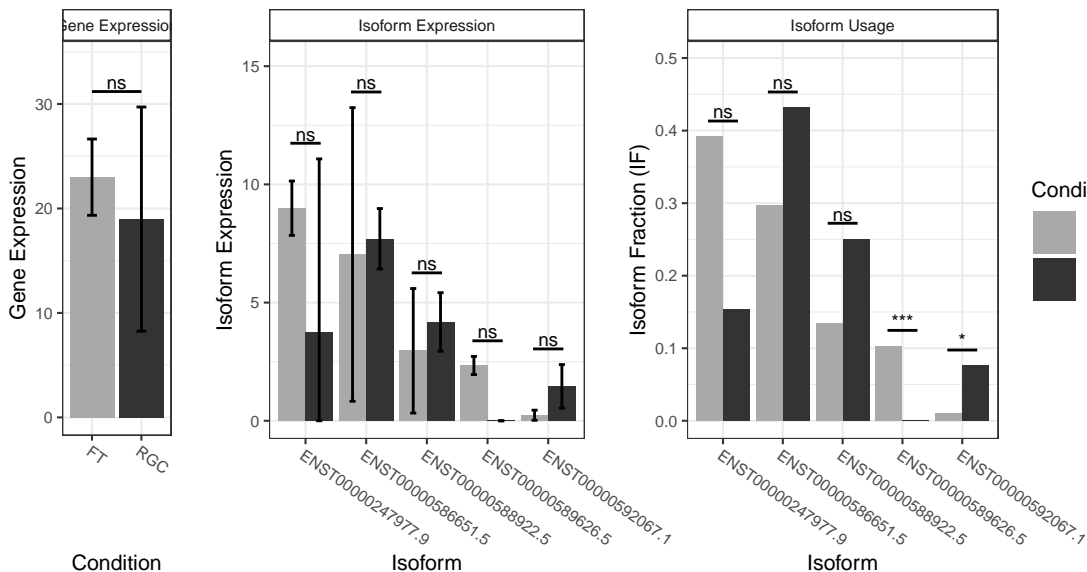 Gene Expression
Gene Expression
30
20
10
0
ns
FT
RGC
Condition
Isoform Expression
Isoform Expression
15
10
5
0
ns
ns
ns
ns
ns
ENST00000247977.9
ENST00000586651.5
ENST00000588922.5
ENST00000589626.5
ENST00000592067.1
Isoform
Isoform Usage
Isoform Fraction (IF)
0.5
0.4
0.3
0.2
0.1
0.0
ns
ns
ns
***
*
ENST00000247977.9
ENST00000586651.5
ENST00000588922.5
ENST00000589626.5
ENST00000592067.1
Isoform
Condi